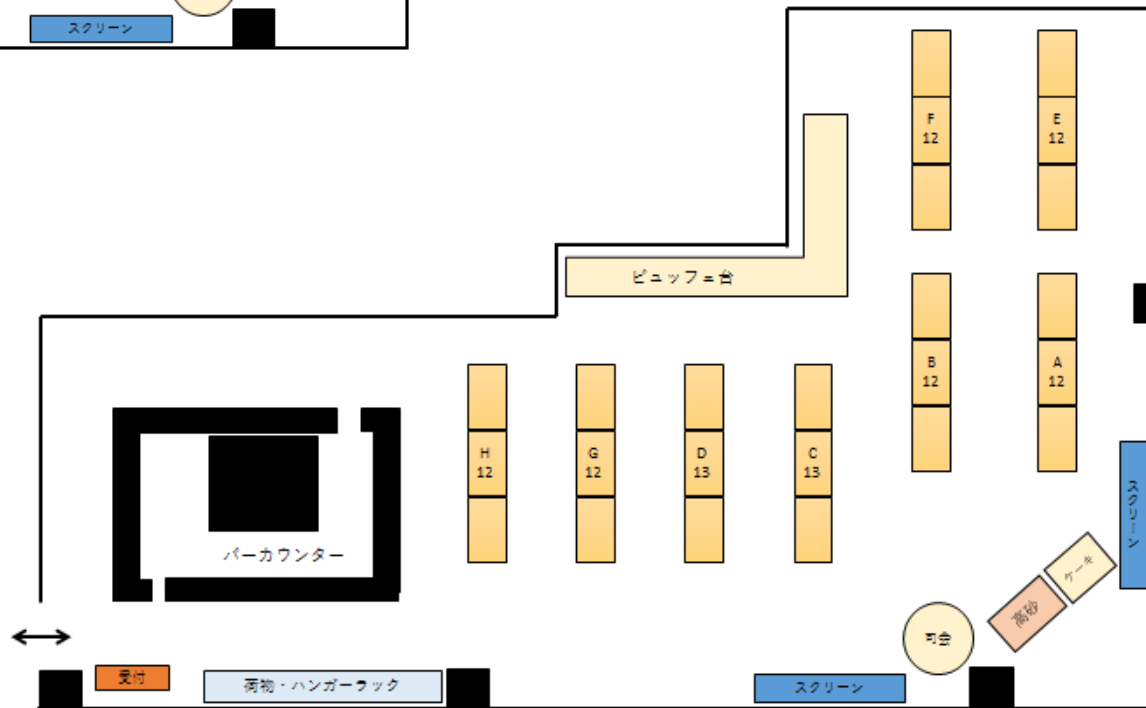 スクリーン
F
12
E
12
ビュッフェ台
B
12
A
12
H
12
G
12
D
13
C
13
スクリーン
バーカウンター
ケーキ
高砂
司会
受付
荷物・ハンガーラック
スクリーン